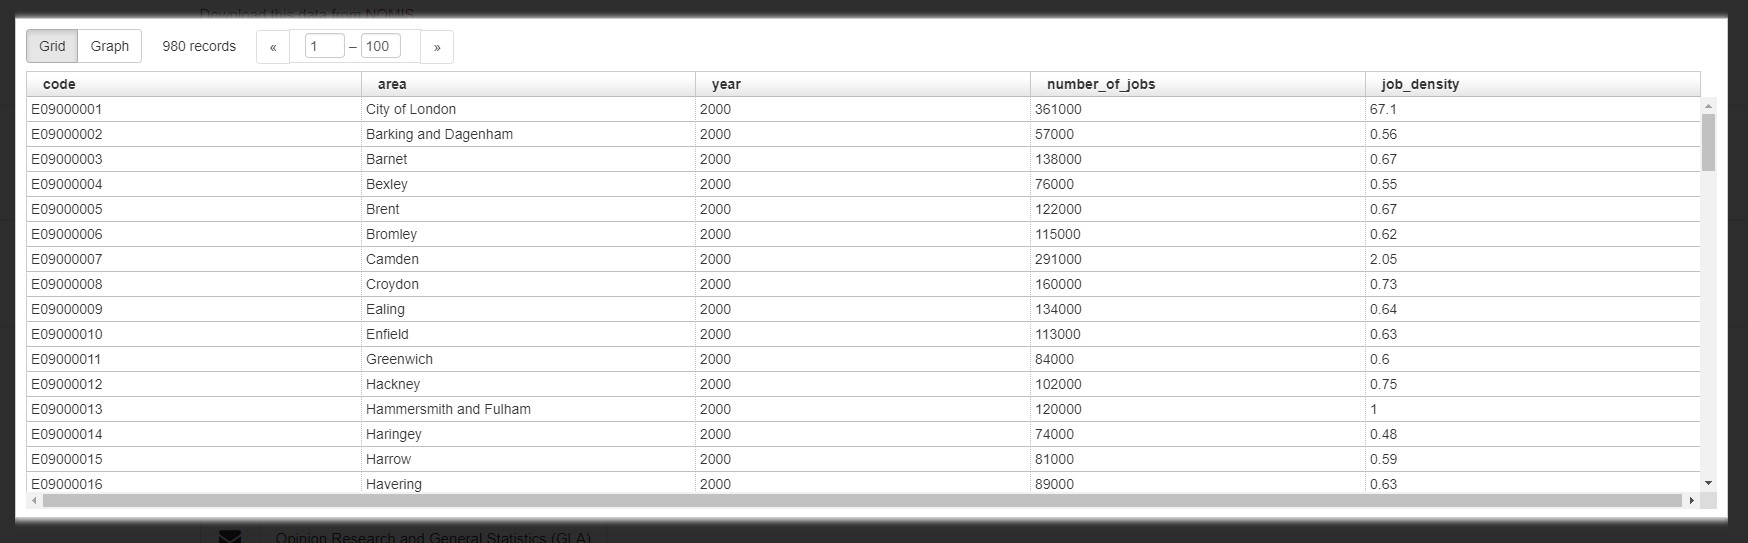 Download this data from NOMIS
Grid Graph 980 records « 1 – 100 »
code area year number_of_jobs job_density
E09000001 City of London 2000 361000 67.1
E09000002 Barking and Dagenham 2000 57000 0.56
E09000003 Barnet 2000 138000 0.67
E09000004 Bexley 2000 76000 0.55
E09000005 Brent 2000 122000 0.67
E09000006 Bromley 2000 115000 0.62
E09000007 Camden 2000 291000 2.05
E09000008 Croydon 2000 160000 0.73
E09000009 Ealing 2000 134000 0.64
E09000010 Enfield 2000 113000 0.63
E09000011 Greenwich 2000 84000 0.6
E09000012 Hackney 2000 102000 0.75
E09000013 Hammersmith and Fulham 2000 120000 1
E09000014 Haringey 2000 74000 0.48
E09000015 Harrow 2000 81000 0.59
E09000016 Havering 2000 89000 0.63
Opinion Research and General Statistics (GLA)